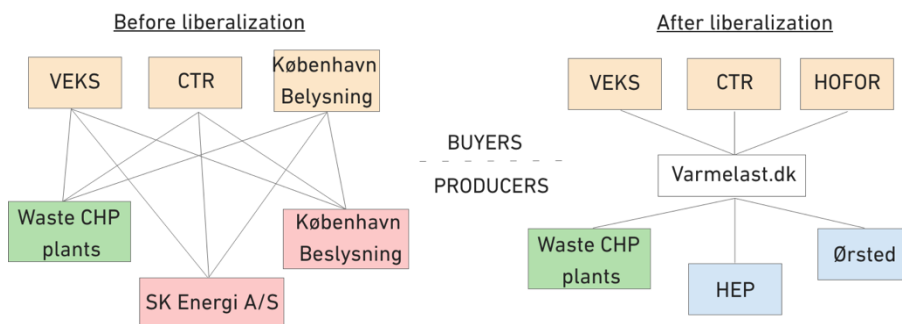 Before liberalization
VEKS
CTR
København
Belysning
Waste CHP
plants
København
Beslysning
SK Energi A/S
BUYERS
PRODUCERS
After liberalization
VEKS
CTR
HOFOR
Varmelast.dk
Waste CHP
plants
HEP
Ørsted